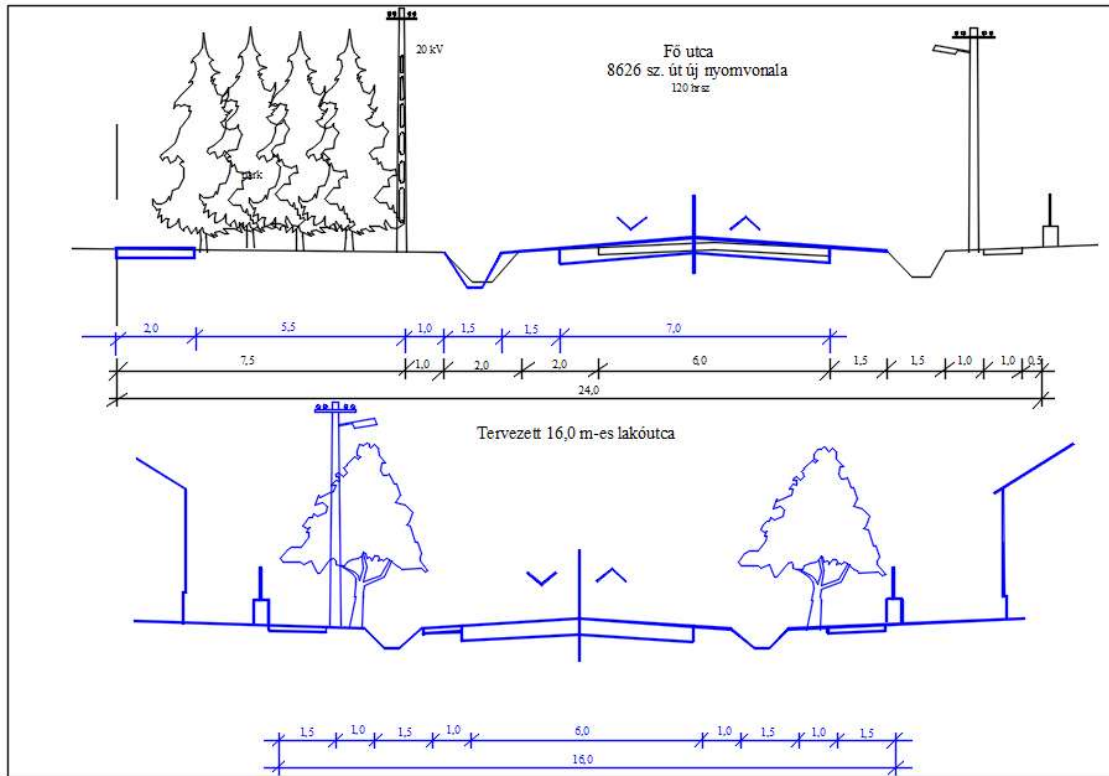 20 kV
Fő utca
8626 sz. út új nyomvonala
120 hrsz
park
2,0 5,5 1,0 1,5 1,5 7,0
7,5 1,0 2,0 2,0 6,0 1,5 1,5 1,0 1,0 0,5
24,0
Tervezett 16,0 m-es lakóutca
1,5 1,0 1,5 1,0 6,0 1,0 1,5 1,0 1,5
16,0